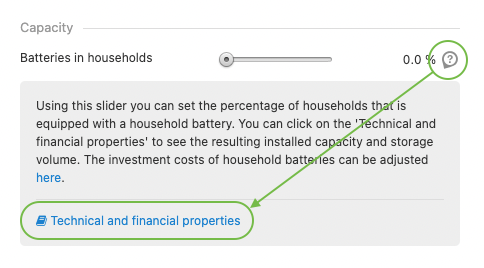 Capacity
Batteries in households 0.0 % ?
Using this slider you can set the percentage of households that is
equipped with a household battery. You can click on the 'Technical and
financial properties' to see the resulting installed capacity and storage
volume. The investment costs of household batteries can be adjusted
here.
Technical and financial properties